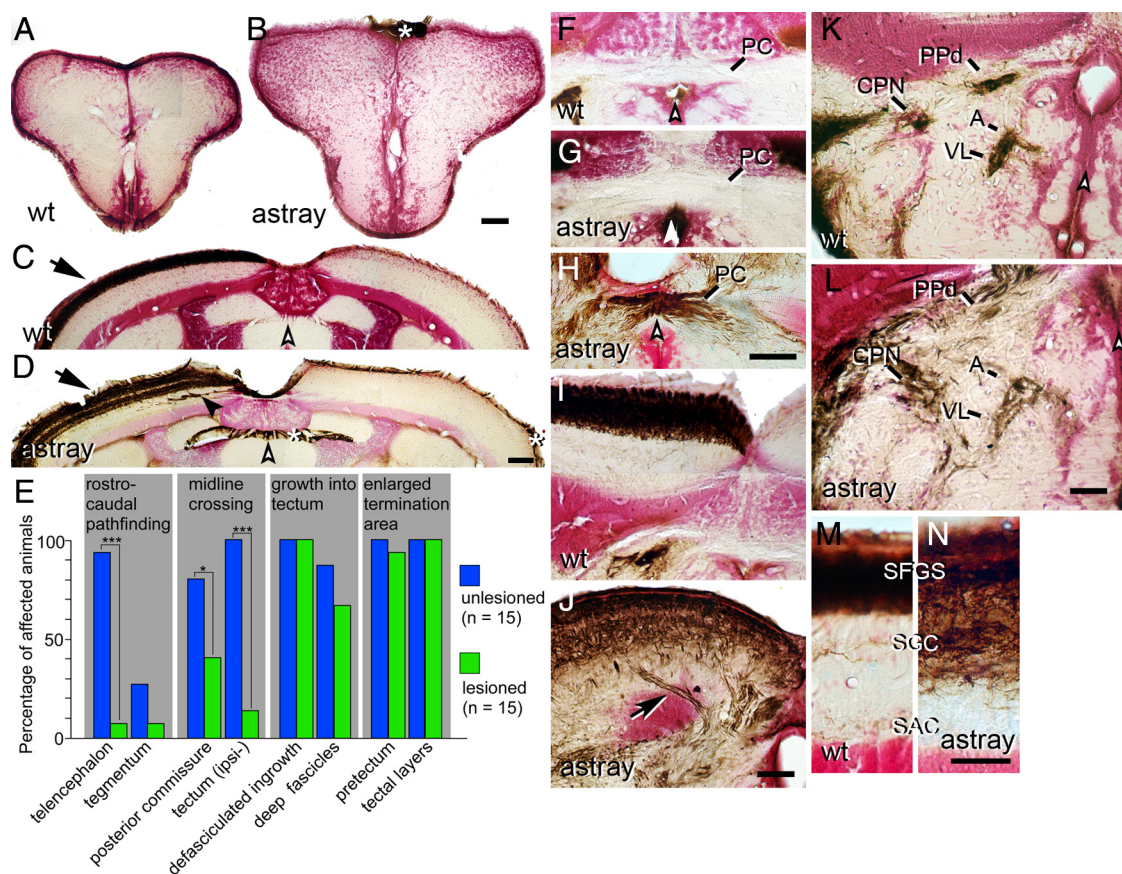 A
wt
B
*
astray
C
wt
D
*
*
astray
E
rostro-
caudal
pathfinding
midline
crossing
growth into
tectum
enlarged
termination
area
***
*
***
Percentage of affected animals
100
50
0
unlesioned
(n = 15)
lesioned
(n = 15)
telencephalon
tegmentum
posterior commissure
tectum (ipsi-)
defasciculated ingrowth
deep fascicles
pretectum
tectal layers
F
PC
wt
G
PC
astray
H
PC
astray
I
wt
J
astray
K
PPd
CPN
A
VL
wt
L
PPd
CPN
A
VL
astray
M
N
SFGS
SGC
SAC
wt
astray